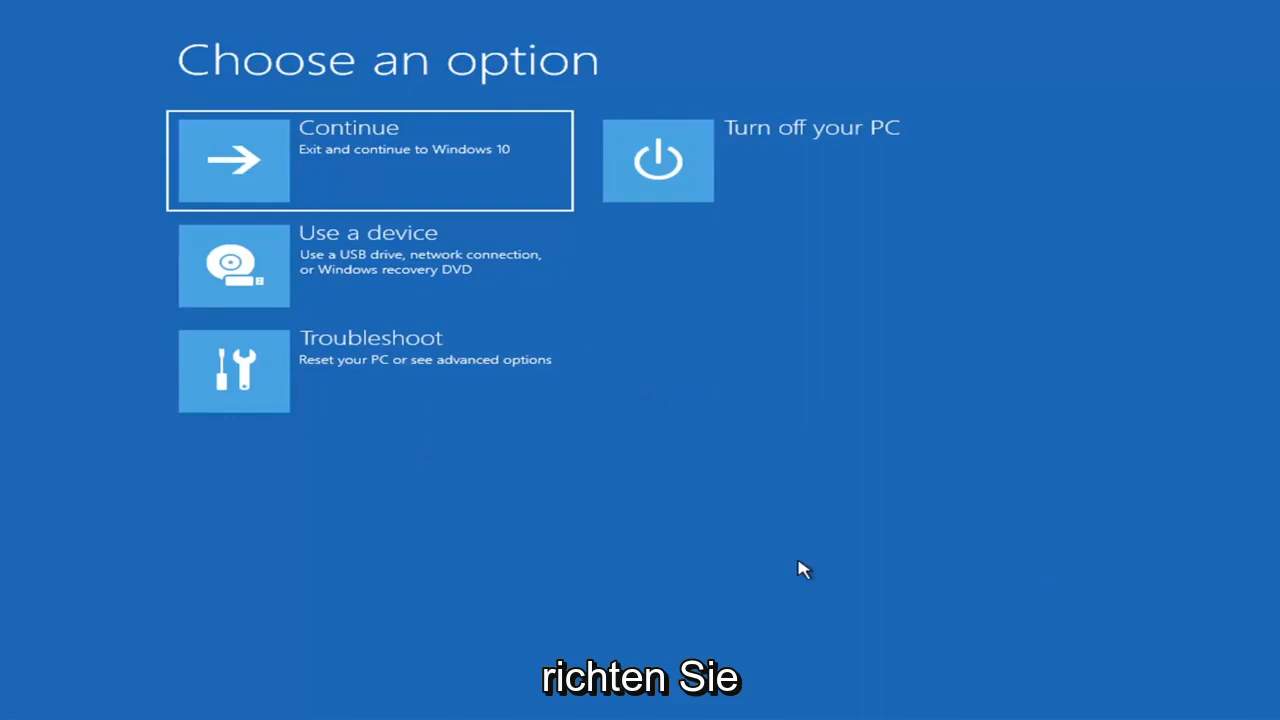 Choose an option
Continue
Exit and continue to Windows 10
Turn off your PC
Use a device
Use a USB drive, network connection,
or Windows recovery DVD
Troubleshoot
Reset your PC or see advanced options
richten Sie